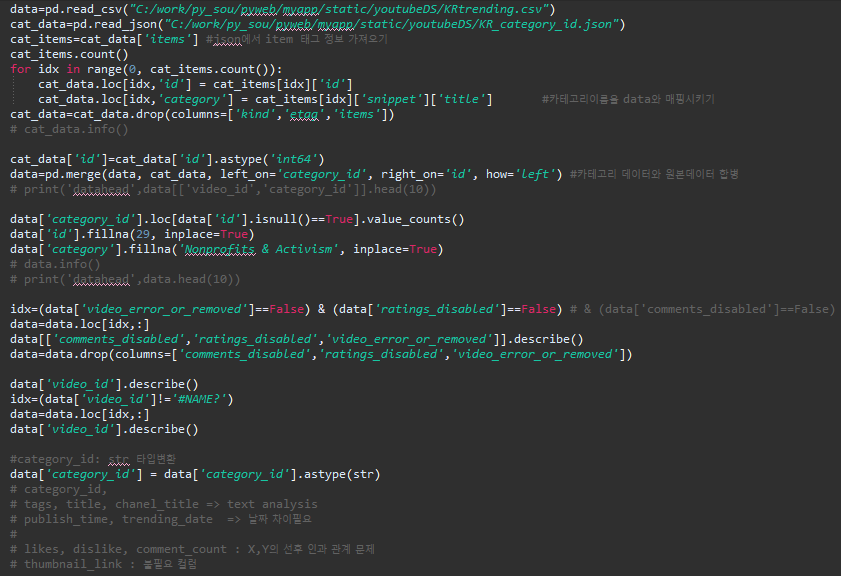 data=pd.read_csv("C:/work/py_sou/pyweb/myapp/static/youtubeDS/KRtrending.csv")
cat_data=pd.read_json("C:/work/py_sou/pyweb/myapp/static/youtubeDS/KR_category_id.json")
cat_items=cat_data['items'] #json에서 item 태그 정보 가져오기
cat_items.count()
for idx in range(0, cat_items.count()):
    cat_data.loc[idx,'id'] = cat_items[idx]['id']
    cat_data.loc[idx,'category'] = cat_items[idx]['snippet']['title']       #카테고리이름을 data와 매핑시키기
cat_data=cat_data.drop(columns=['kind','etag','items'])
# cat_data.info()
cat_data['id']=cat_data['id'].astype('int64')
data=pd.merge(data, cat_data, left_on='category_id', right_on='id', how='left') #카테고리 데이터와 원본데이터 합병
# print('datahead',data[['video_id','category_id']].head(10))
data['category_id'].loc[data['id'].isnull()==True].value_counts()
data['id'].fillna(29, inplace=True)
data['category'].fillna('Nonprofits & Activism', inplace=True)
# data.info()
# print('datahead',data.head(10))
idx=(data['video_error_or_removed']==False) & (data['ratings_disabled']==False) # & (data['comments_disabled']==False)
data=data.loc[idx,:]
data[['comments_disabled','ratings_disabled','video_error_or_removed']].describe()
data=data.drop(columns=['comments_disabled','ratings_disabled','video_error_or_removed'])
data['video_id'].describe()
idx=(data['video_id']!='#NAME?')
data=data.loc[idx,:]
data['video_id'].describe()
#category_id: str 타입변환
data['category_id'] = data['category_id'].astype(str)
# category_id,
# tags, title, chanel_title => text analysis
# publish_time, trending_date  => 날짜 차이필요
#
# likes, dislike, comment_count : X,Y의 선후 인과 관계 문제
# thumbnail_link : 불필요 컬럼